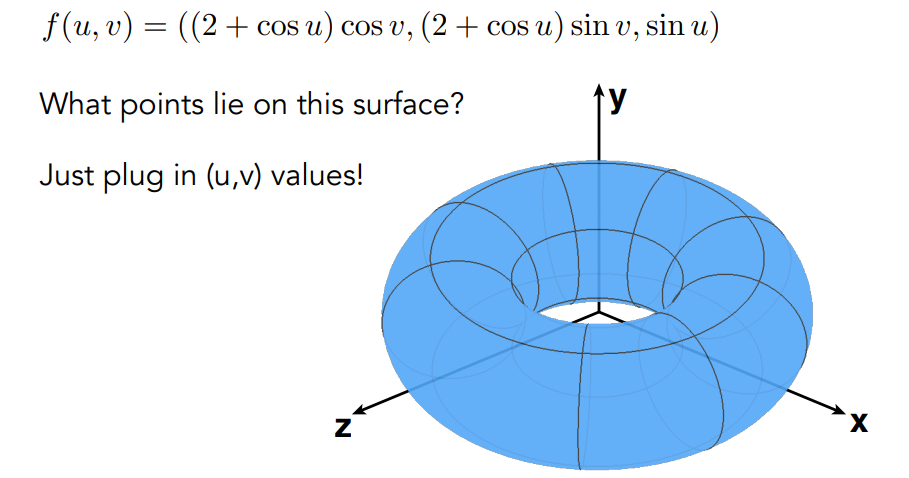 f(u, v) = ((2 + cos u) cos v, (2 + cos u) sin v, sin u)
What points lie on this surface?
Just plug in (u,v) values!
y
z
x